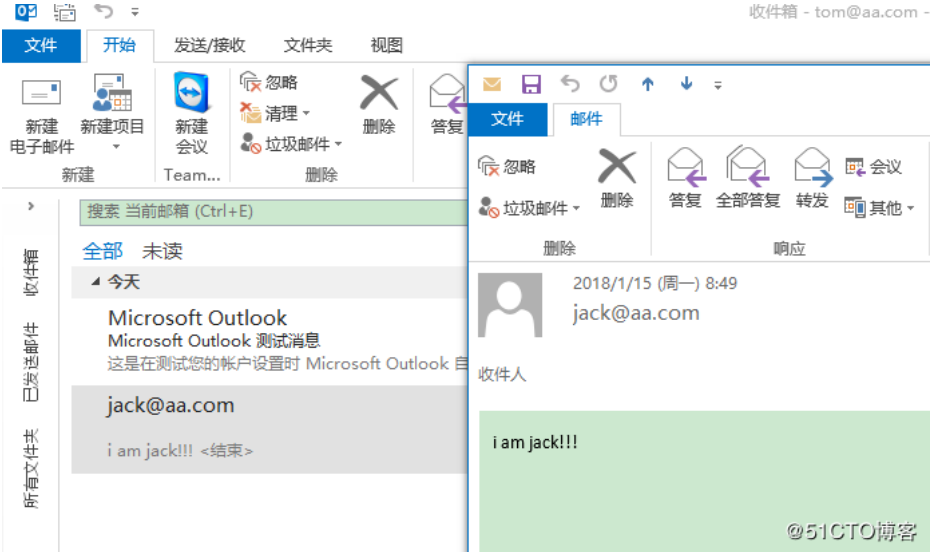 收件箱 - tom@aa.com -
文件 开始 发送/接收 文件夹 视图
新建
电子邮件
新建项目
新建
新建
会议
Team...
忽略
清理
垃圾邮件
删除
删除
答复
搜索 当前邮箱 (Ctrl+E)
全部 未读
今天
Microsoft Outlook
Microsoft Outlook 测试消息
这是在测试您的帐户设置时 Microsoft Outlook 自
jack@aa.com
i am jack!!! <结束>
收件箱
已发送邮件
所有文件夹
文件 邮件
忽略
垃圾邮件
删除
删除
答复 全部答复 转发
会议
其他
响应
2018/1/15 (周一) 8:49
jack@aa.com
收件人
i am jack!!!
@51CTO博客